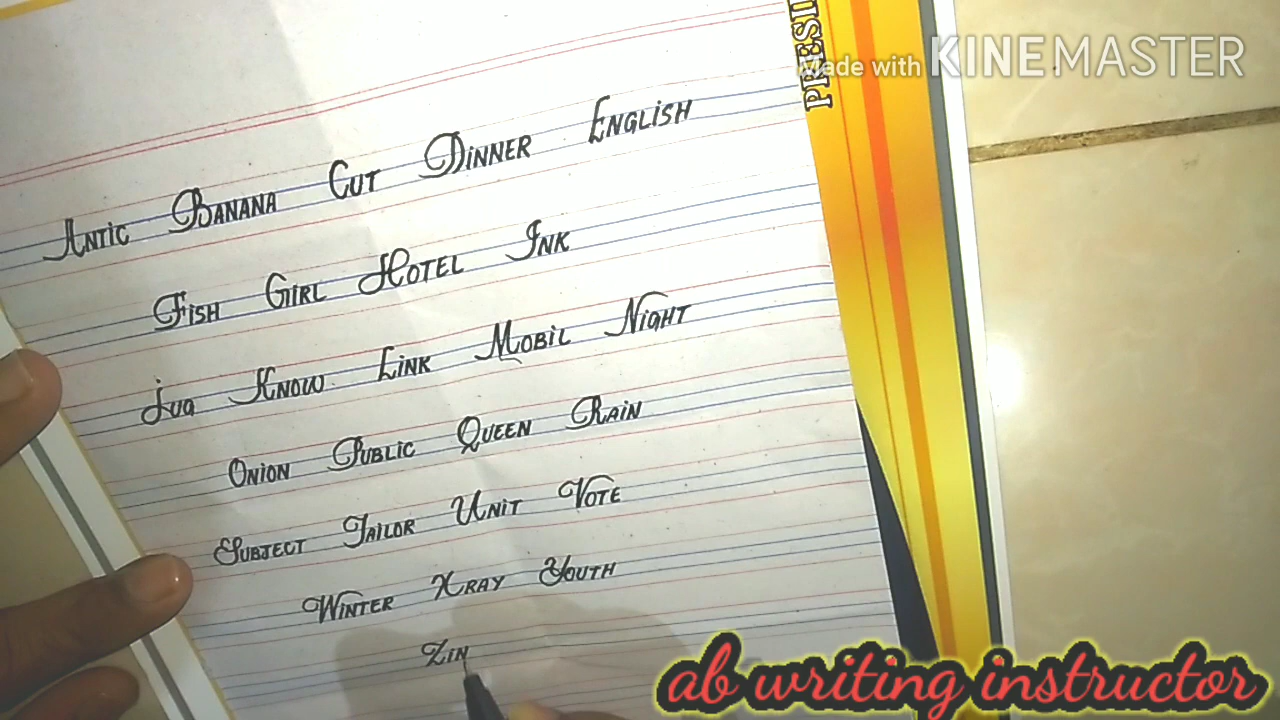 PRESI
Made with KINEMASTER
ANTiC BANANA CUT DINNER ENGLiSH
FiSH GIRL HOTEL INK
JUG KNOW LiNK MOBiL NiGHT
ONiON PUBLiC QUEEN RAiN
SUBJECT TAiLOR UNiT VOTE
WiNTER XRAY YOUTH
ZiN
ab writing instructor